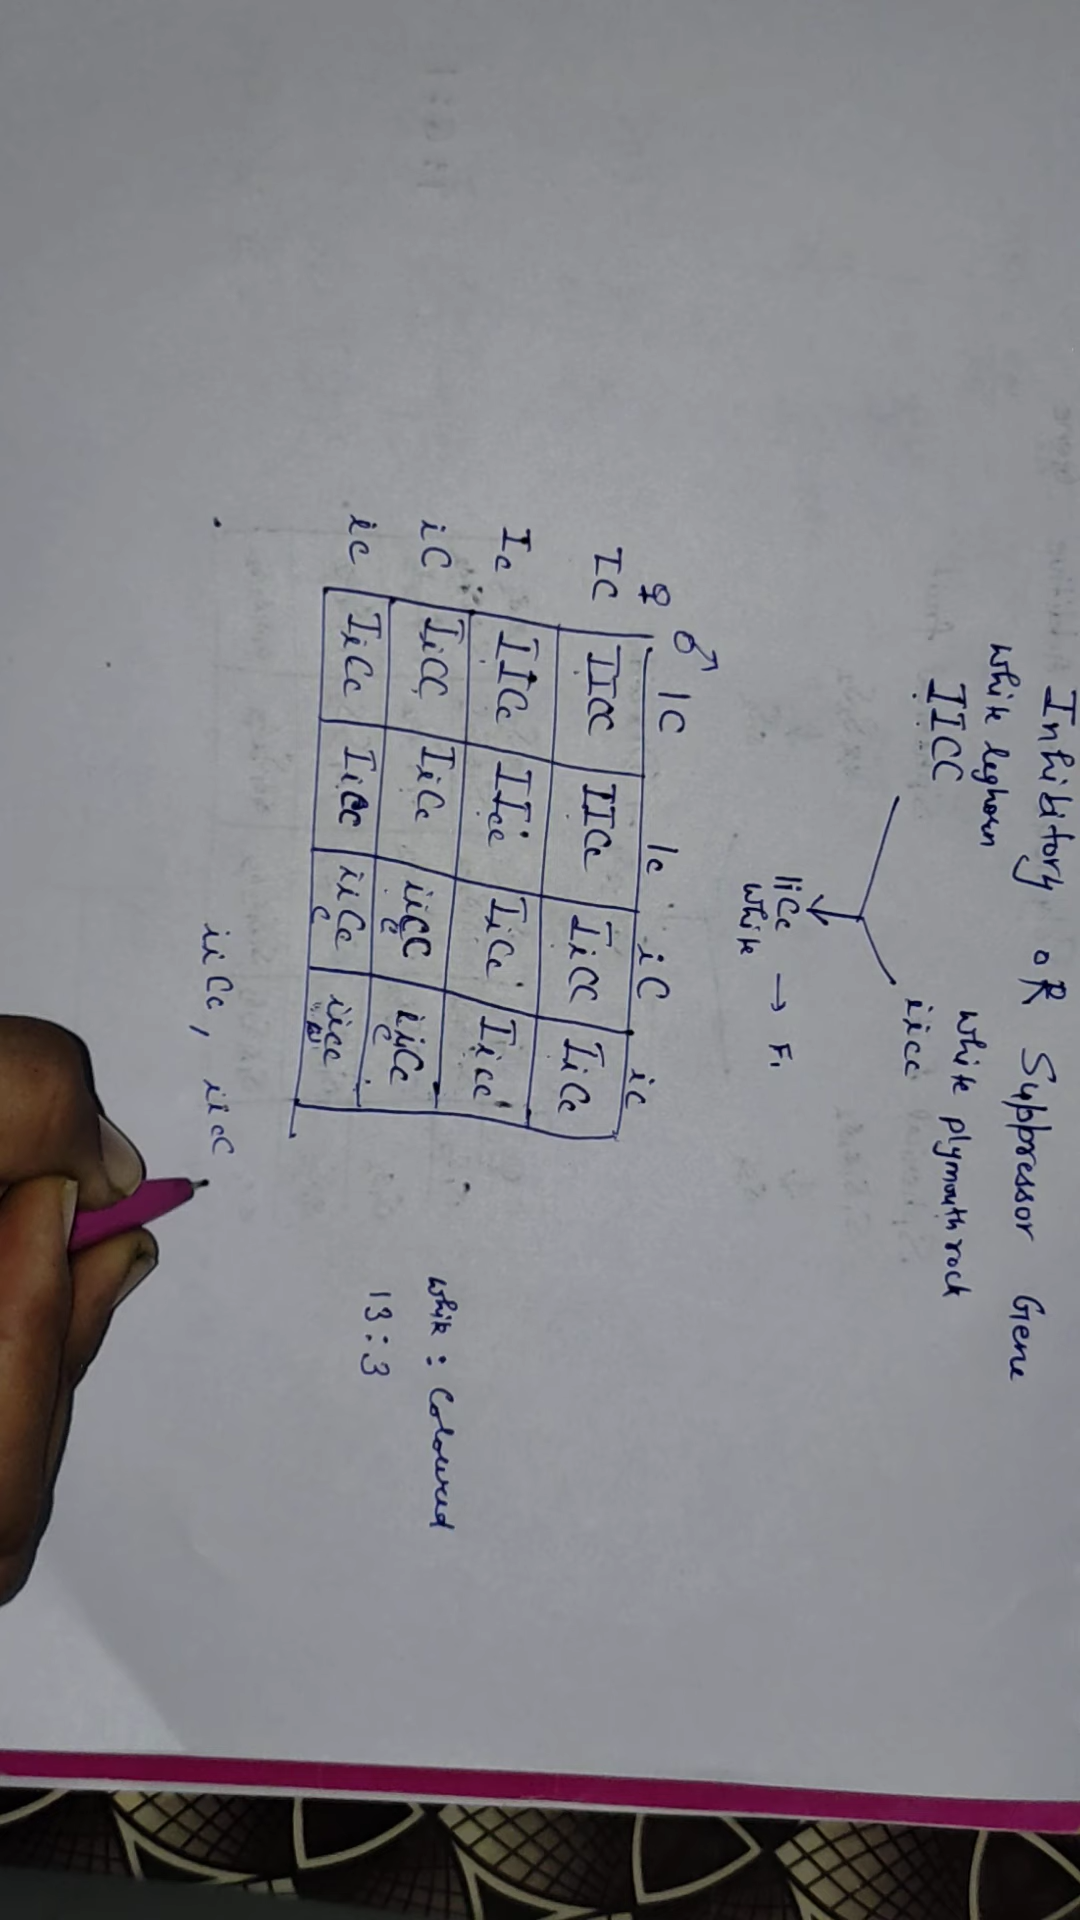 Inhibitory oR Suppressor Gene
White leghorn
IICC
White plymouth rock
iicc
IiCc → F1
White
♂
♀
IC Ic iC ic
IC IICC IICc IiCC IiCc
Ic IICc IIcc IiCc Iicc
iC IiCC IiCc iiCC iiCc
C C
ic IiCc Iicc iiCc iicc
C W
White : Coloured
13 : 3
iiCc, iicC